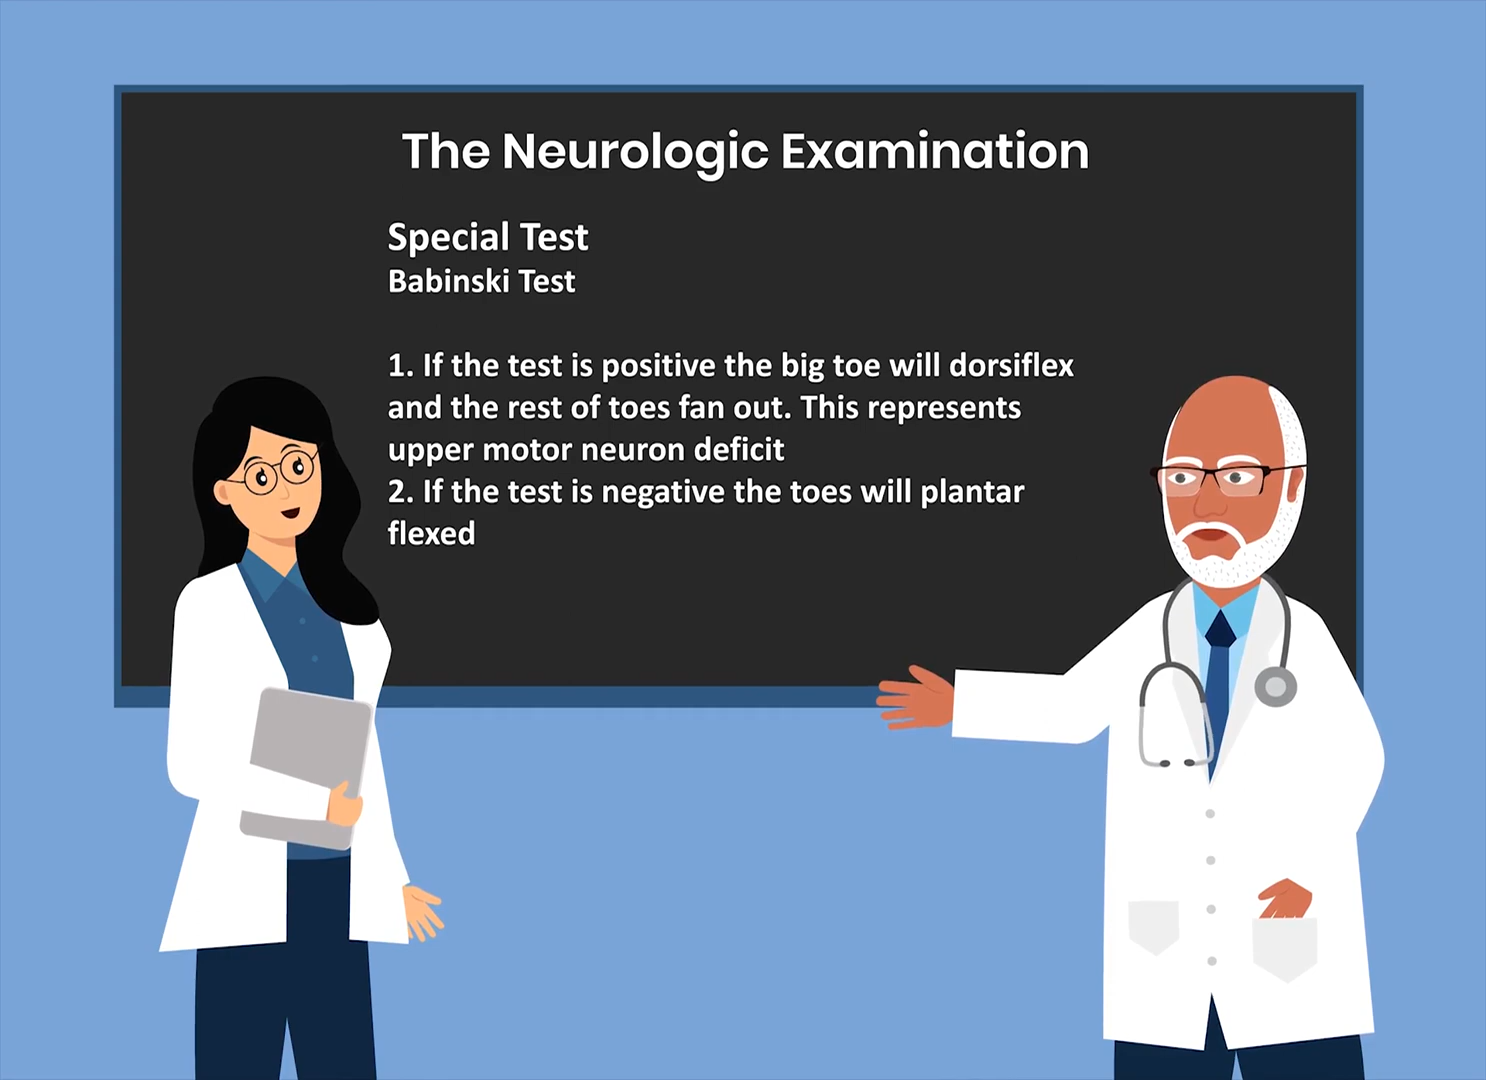 The Neurologic Examination
Special Test
Babinski Test
1. If the test is positive the big toe will dorsiflex
and the rest of toes fan out. This represents
upper motor neuron deficit
2. If the test is negative the toes will plantar
flexed